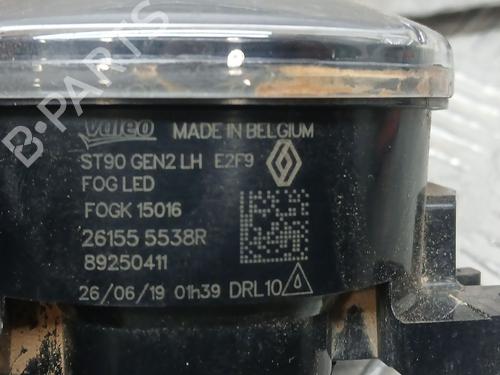 Valeo MADE IN BELGIUM
ST90 GEN2 LH E2F9
FOG LED
FOGK 15016
26155 5538R
89250411
26/06/19 01h39 DRL10
B-PARTS